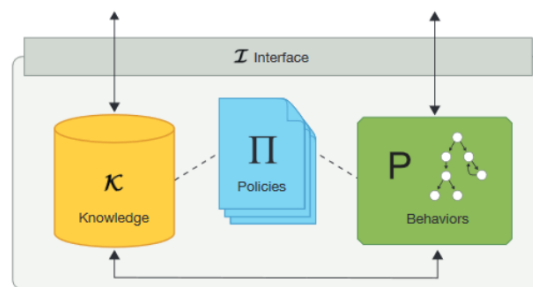 𝓘 Interface
𝓚
Knowledge
Π
Policies
P
Behaviors